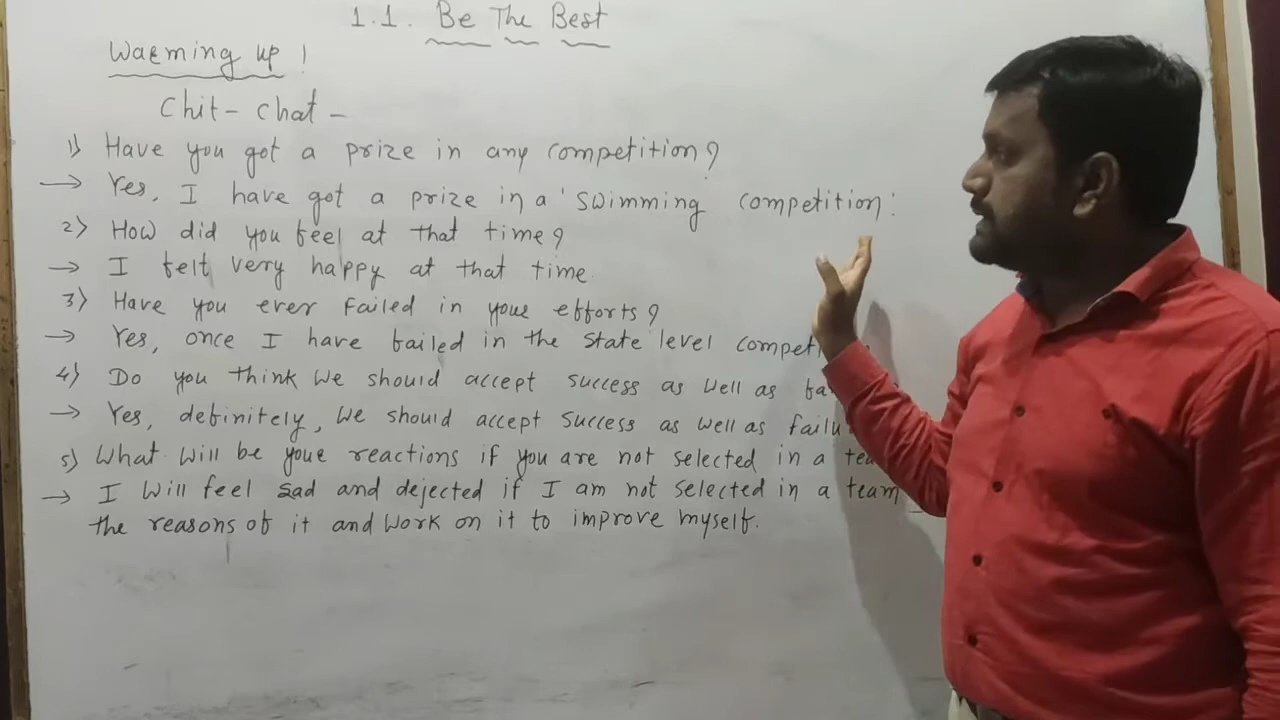 1.1. Be The Best
Warming up !
Chit - chat -
1) Have you got a prize in any competition?
→ Yes, I have got a prize in a 'swimming competition.'
2) How did you feel at that time?
→ I felt very happy at that time.
3) Have you ever failed in your efforts?
→ Yes, once I have failed in the state level
4) Do you think we should accept success as well as
→ Yes, definitely, we should accept success as well as
5) What will be your reactions if you are not selected in a
→ I will feel sad and dejected if I am not selected in a team
the reasons of it and work on it to improve myself.